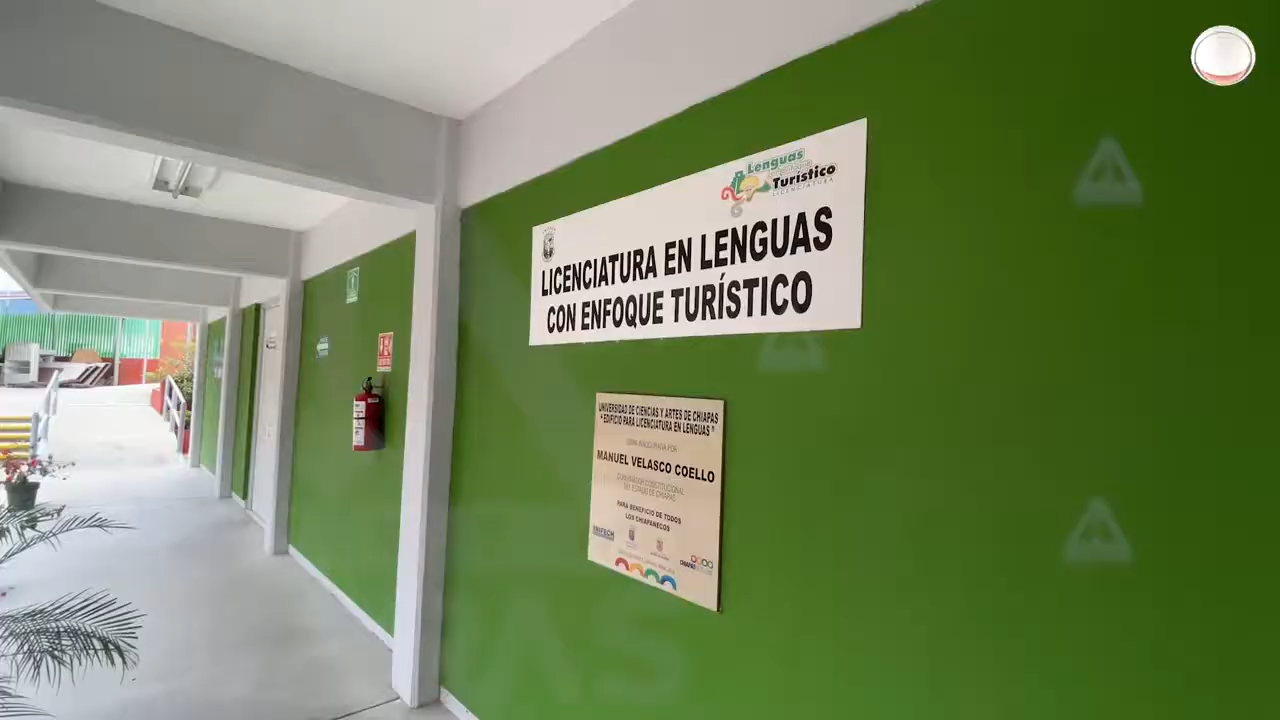 Lenguas
Turístico
LICENCIATURA
LICENCIATURA EN LENGUAS
CON ENFOQUE TURÍSTICO
UNIVERSIDAD DE CIENCIAS Y ARTES DE CHIAPAS
" EDIFICIO PARA LICENCIATURA EN LENGUAS "
OBRA INAUGURADA POR
MANUEL VELASCO COELLO
GOBERNADOR CONSTITUCIONAL
DEL ESTADO DE CHIAPAS
PARA BENEFICIO DE TODOS
LOS CHIAPANECOS